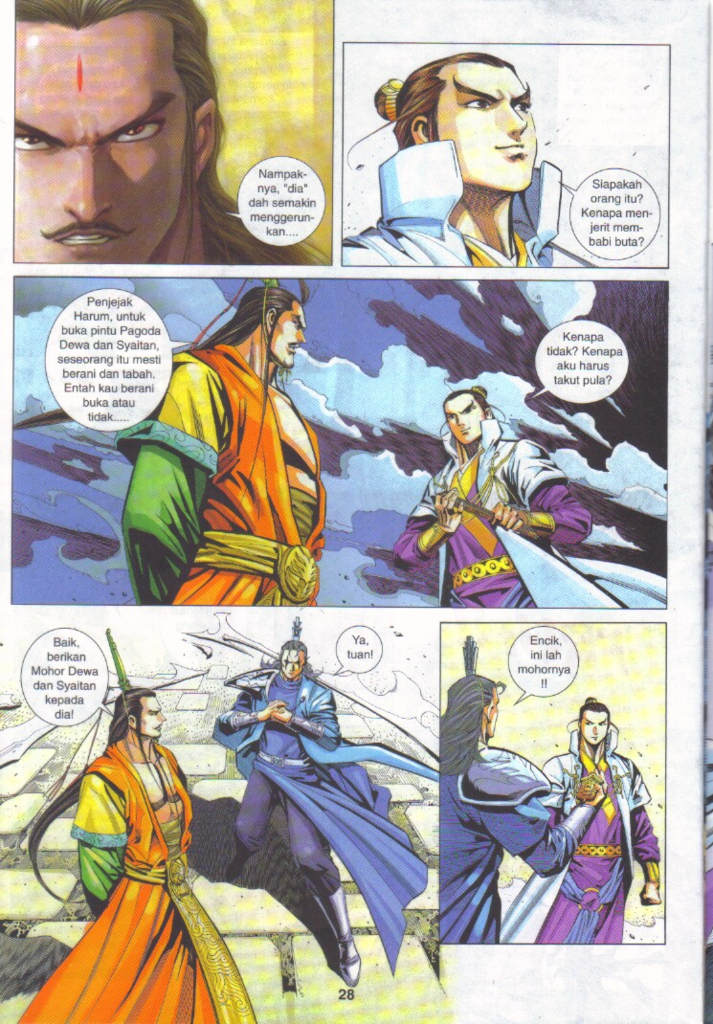 Nampak-
nya, "dia"
dah semakin
menggerun-
kan....
Siapakah
orang itu?
Kenapa men-
jerit mem-
babi buta?
Penjejak
Harum, untuk
buka pintu Pagoda
Dewa dan Syaitan,
seseorang itu mesti
berani dan tabah.
Entah kau berani
buka atau
tidak.....
Kenapa
tidak? Kenapa
aku harus
takut pula?
Baik,
berikan
Mohor Dewa
dan Syaitan
kepada
dia!
Ya,
tuan!
Encik,
ini lah
mohornya
!!
28